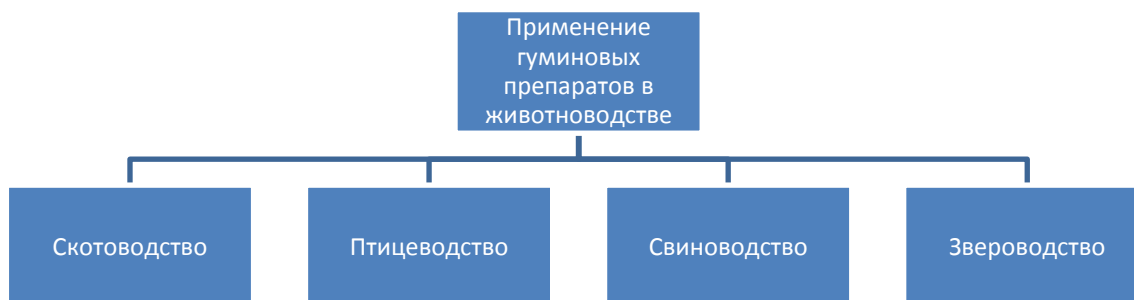 Применение
гуминовых
препаратов в
животноводстве
Скотоводство
Птицеводство
Свиноводство
Звероводство